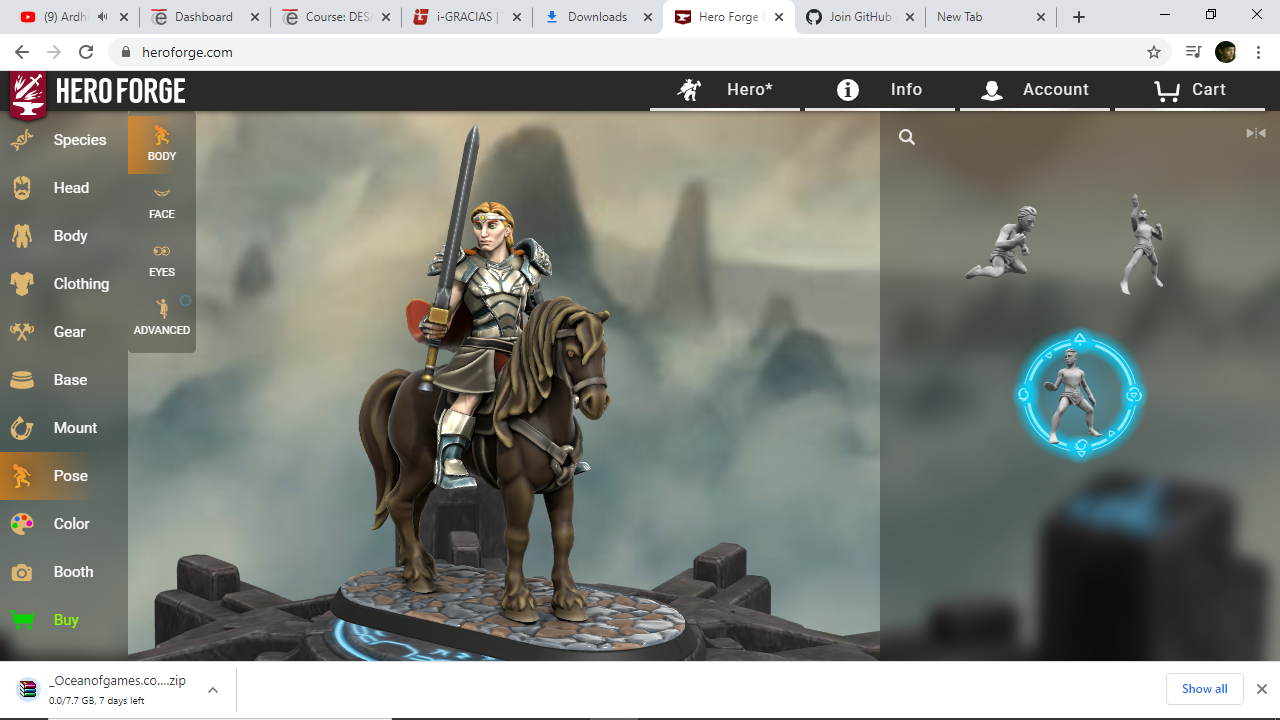 (9) Ardhi
Dashboard
Course: DESA
i-GRACIAS |
Downloads
Hero Forge
Join GitHub
New Tab
heroforge.com
HERO FORGE
Hero*
Info
Account
Cart
Species
Head
Body
Clothing
Gear
Base
Mount
Pose
Color
Booth
Buy
BODY
FACE
EYES
ADVANCED
_Oceanofgames.co....zip
0.0/7.7 GB, 7 days left
Show all